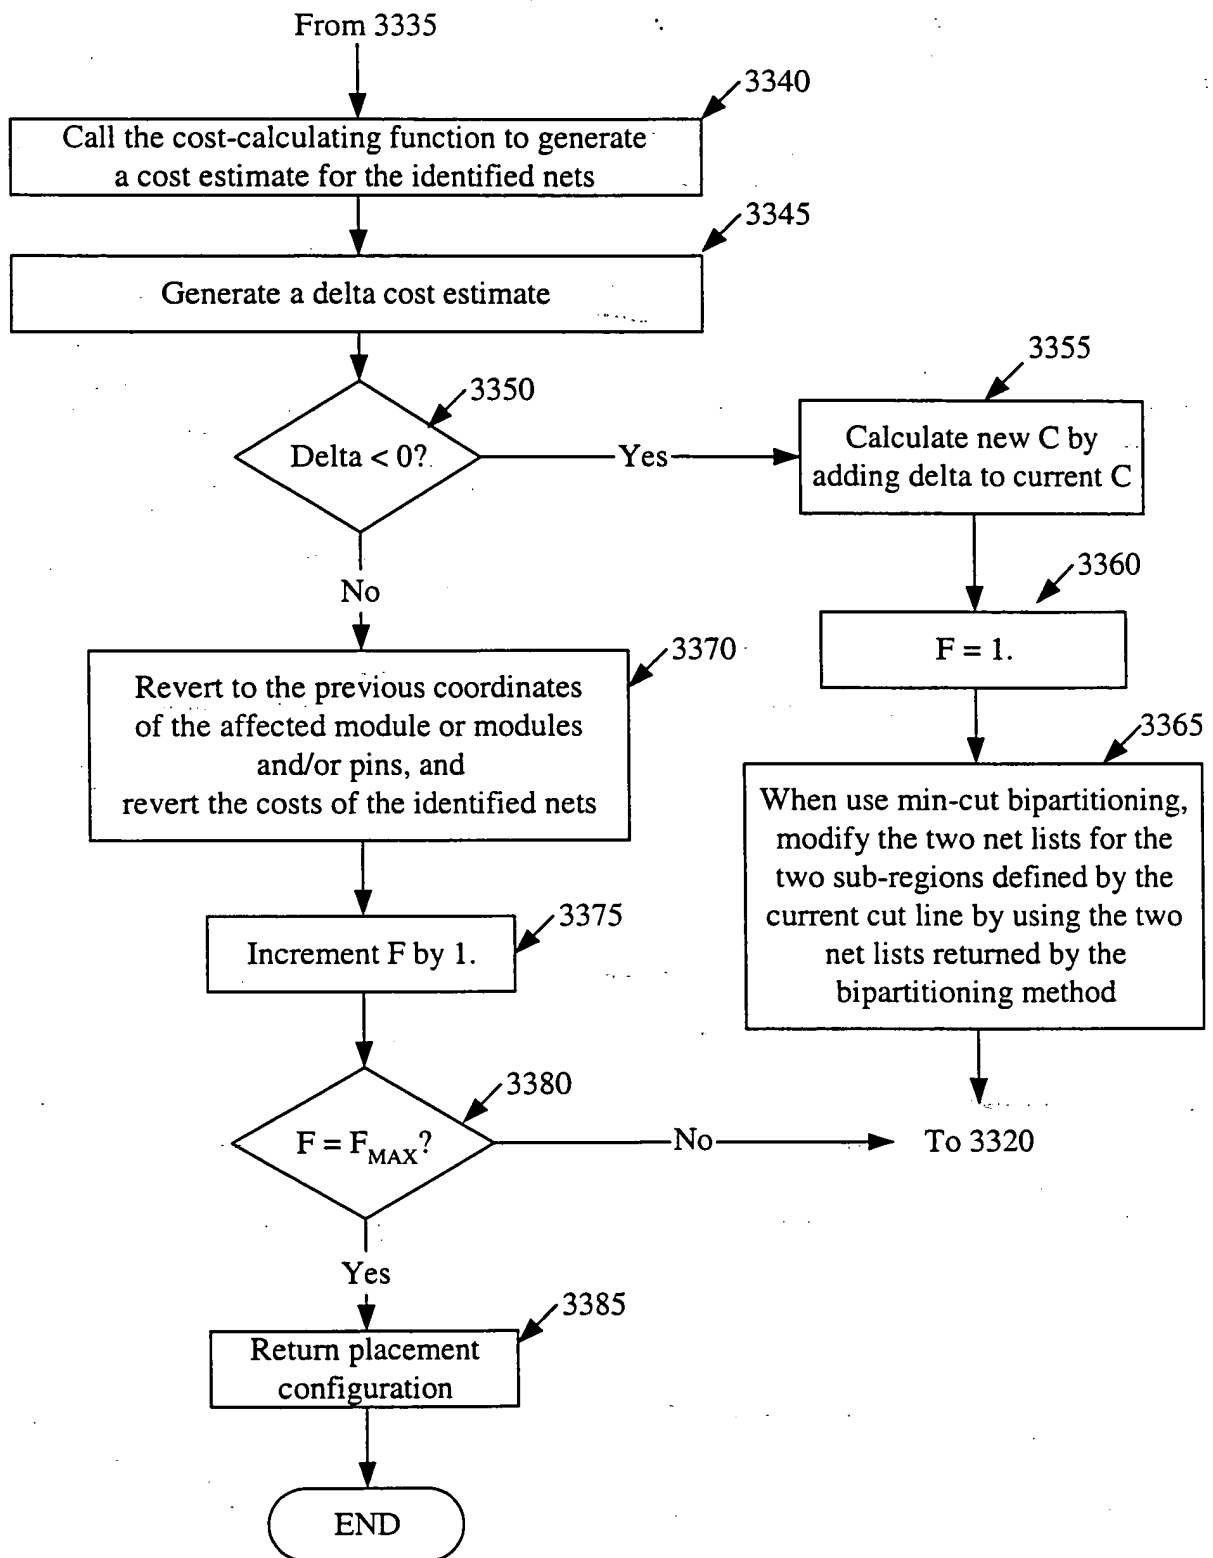 From 3335
3340
Call the cost-calculating function to generate
a cost estimate for the identified nets
3345
Generate a delta cost estimate
3350
Delta < 0?
Yes
3355
Calculate new C by
adding delta to current C
3360
F = 1.
3365
When use min-cut bipartitioning,
modify the two net lists for the
two sub-regions defined by the
current cut line by using the two
net lists returned by the
bipartitioning method
No
3370
Revert to the previous coordinates
of the affected module or modules
and/or pins, and
revert the costs of the identified nets
3375
Increment F by 1.
3380
F = FMAX?
No
To 3320
Yes
3385
Return placement
configuration
END